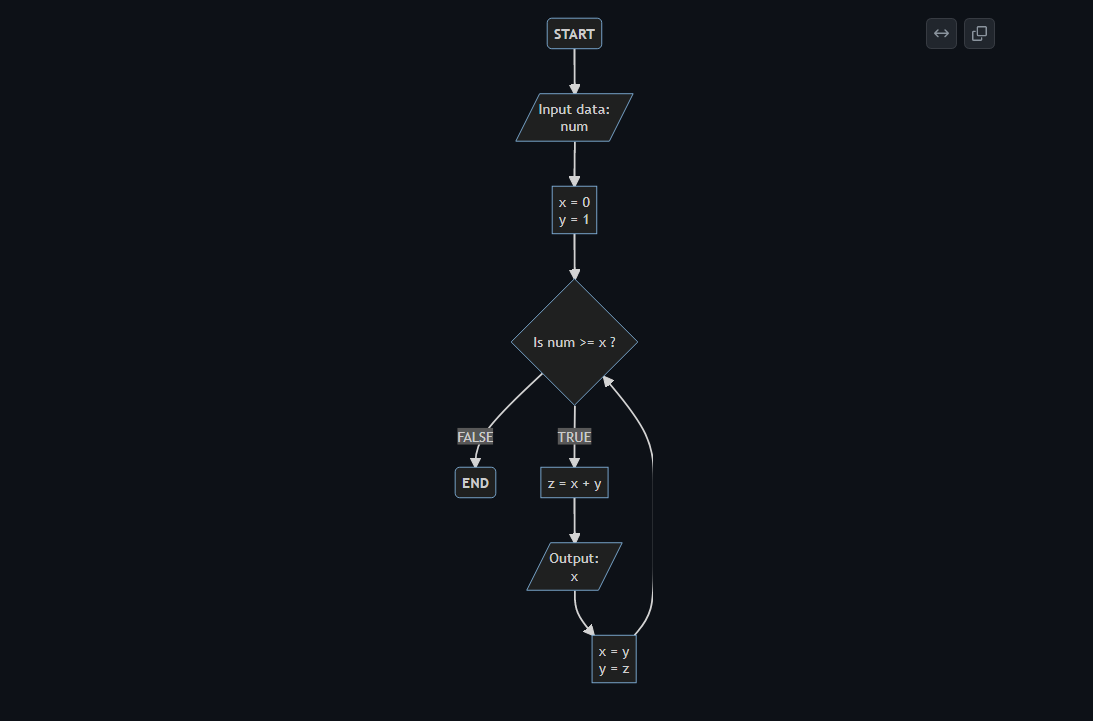 START
Input data:
num
x = 0
y = 1
Is num >= x ?
FALSE
TRUE
END
z = x + y
Output:
x
x = y
y = z